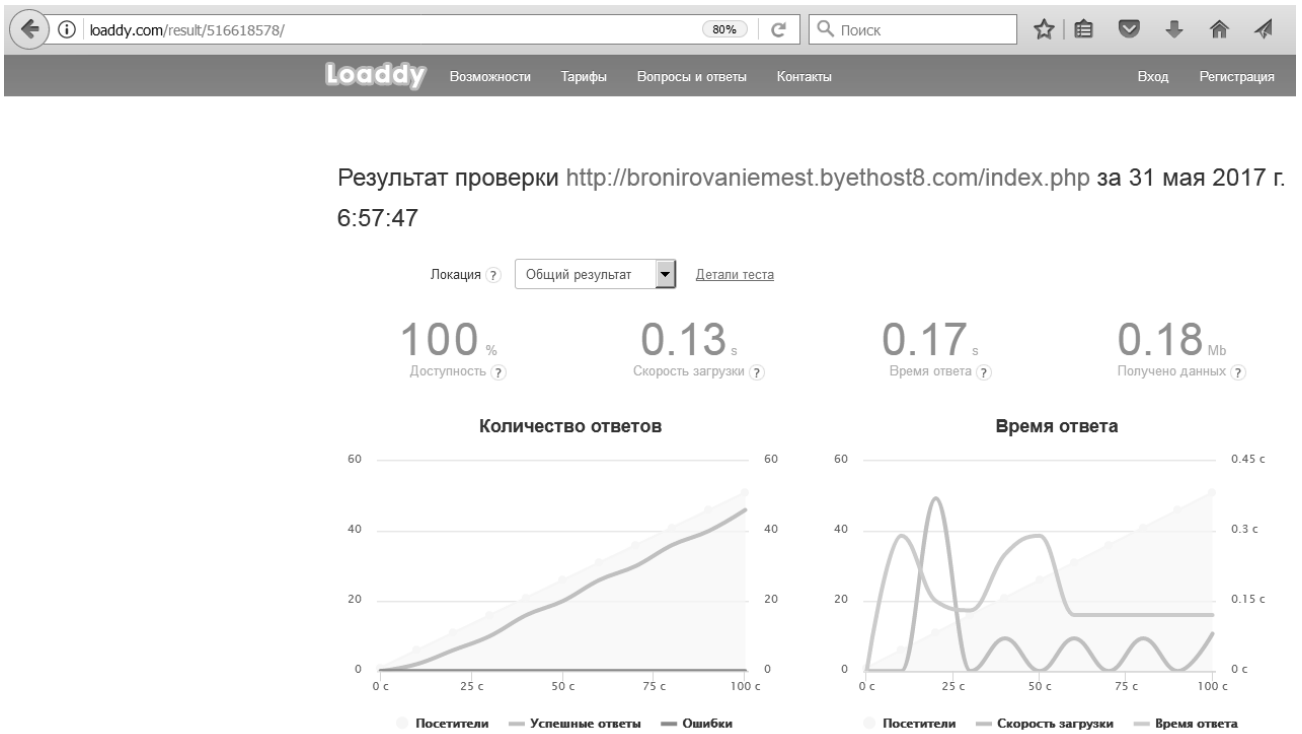 loaddy.com/result/516618578/
80%
Поиск
Loaddy Возможности Тарифы Вопросы и ответы Контакты Вход Регистрация
Результат проверки http://bronirovaniemest.byethost8.com/index.php за 31 мая 2017 г.
6:57:47
Локация ? Общий результат Детали теста
100 % 0.13 s 0.17 s 0.18 Mb
Доступность ? Скорость загрузки ? Время ответа ? Получено данных ?
Количество ответов
60 60
40 40
20 20
0 0
0 с 25 с 50 с 75 с 100 с
Посетители Успешные ответы Ошибки
Время ответа
60 0.45 с
40 0.3 с
20 0.15 с
0 0 с
0 с 25 с 50 с 75 с 100 с
Посетители Скорость загрузки Время ответа